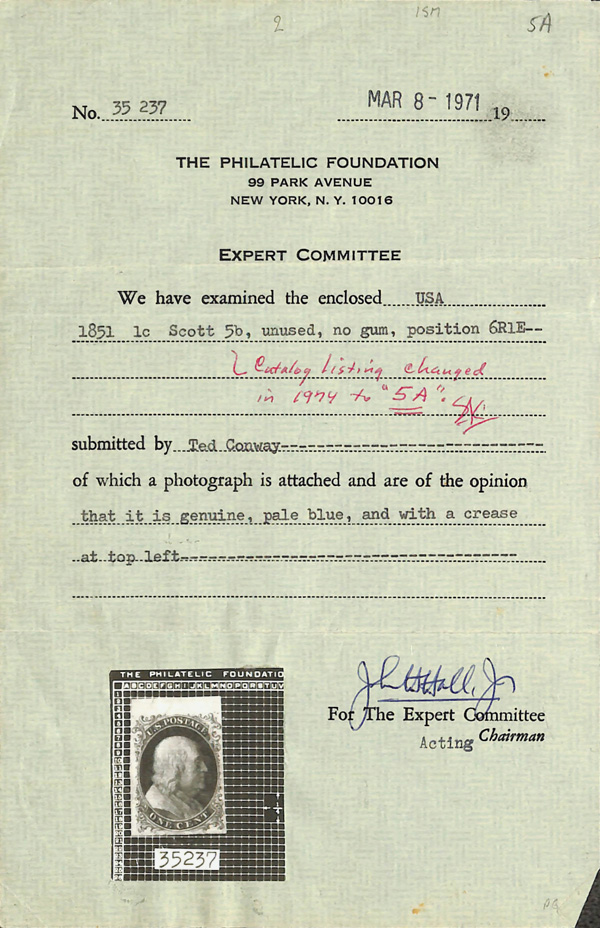 2
ISM
5A
No. 35 237
MAR 8 - 1971 19
THE PHILATELIC FOUNDATION
99 PARK AVENUE
NEW YORK, N. Y. 10016
EXPERT COMMITTEE
We have examined the enclosed USA
1851 1c Scott 5b, unused, no gum, position 6R1E--
Catalog listing changed
in 1974 to "5A".
submitted by Ted Conway
of which a photograph is attached and are of the opinion
that it is genuine, pale blue, and with a crease
at top left
THE PHILATELIC FOUNDATIO
ABCDEFGHIJKLMNOPQRSTUV
U.S. POSTAGE
ONE CENT
35237
For The Expert Committee
Acting Chairman